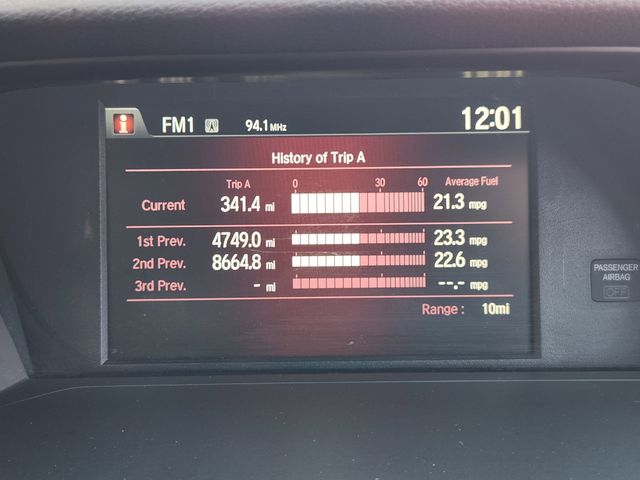 i FM1 94.1 MHz 12:01
History of Trip A
Trip A 0 30 60 Average Fuel
Current 341.4 mi 21.3 mpg
1st Prev. 4749.0 mi 23.3 mpg
2nd Prev. 8664.8 mi 22.6 mpg
3rd Prev. - mi --.- mpg
Range : 10mi
PASSENGER
AIRBAG
OFF